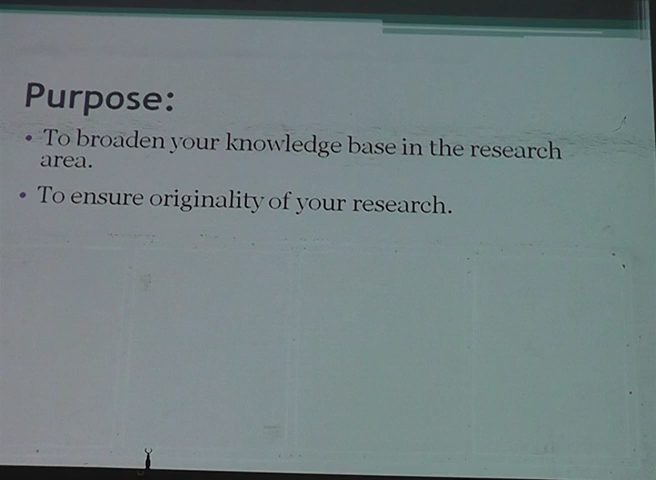 Purpose:
• To broaden your knowledge base in the research
area.
• To ensure originality of your research.